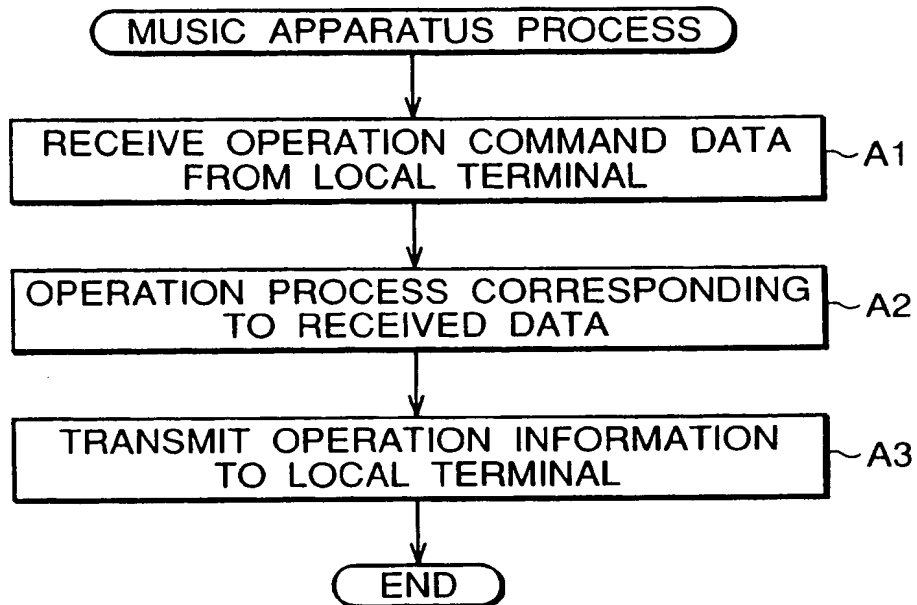 MUSIC APPARATUS PROCESS
RECEIVE OPERATION COMMAND DATA
FROM LOCAL TERMINAL
A1
OPERATION PROCESS CORRESPONDING
TO RECEIVED DATA
A2
TRANSMIT OPERATION INFORMATION
TO LOCAL TERMINAL
A3
END